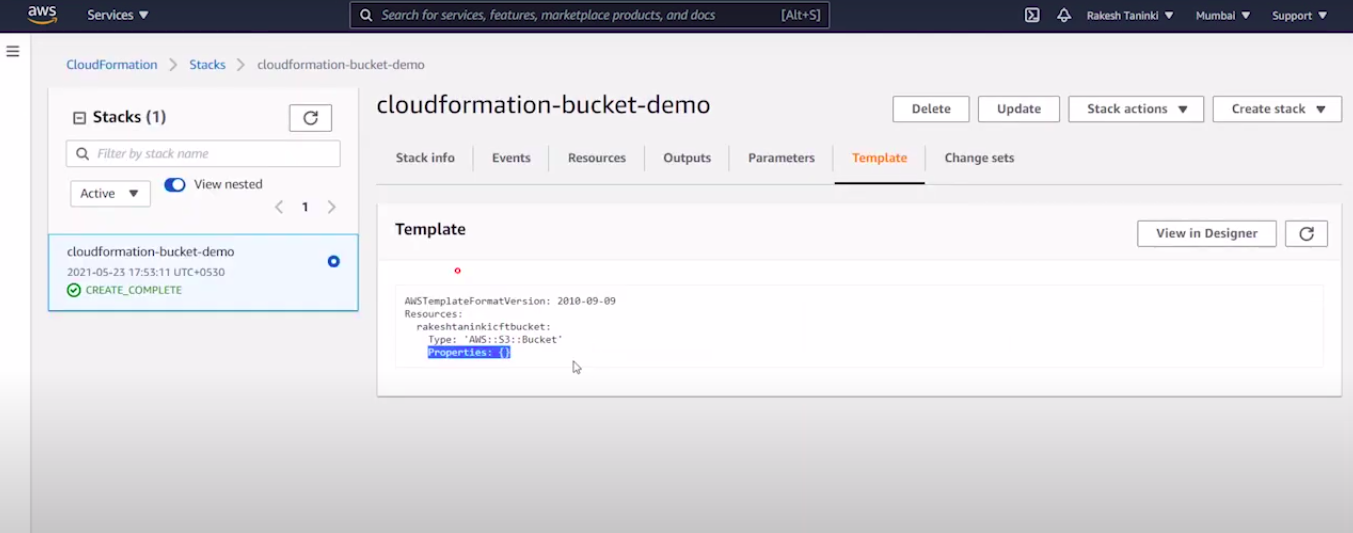 aws Services Search for services, features, marketplace products, and docs [Alt+S] Rakesh Taninki Mumbai Support
CloudFormation Stacks cloudformation-bucket-demo
Stacks (1)
Filter by stack name
Active View nested
1
cloudformation-bucket-demo
2021-05-23 17:53:11 UTC+0530
CREATE_COMPLETE
cloudformation-bucket-demo
Delete Update Stack actions Create stack
Stack info Events Resources Outputs Parameters Template Change sets
Template
View in Designer
AWSTemplateFormatVersion: 2010-09-09
Resources:
rakeshtaninkicftbucket:
Type: 'AWS::S3::Bucket'
Properties: {}